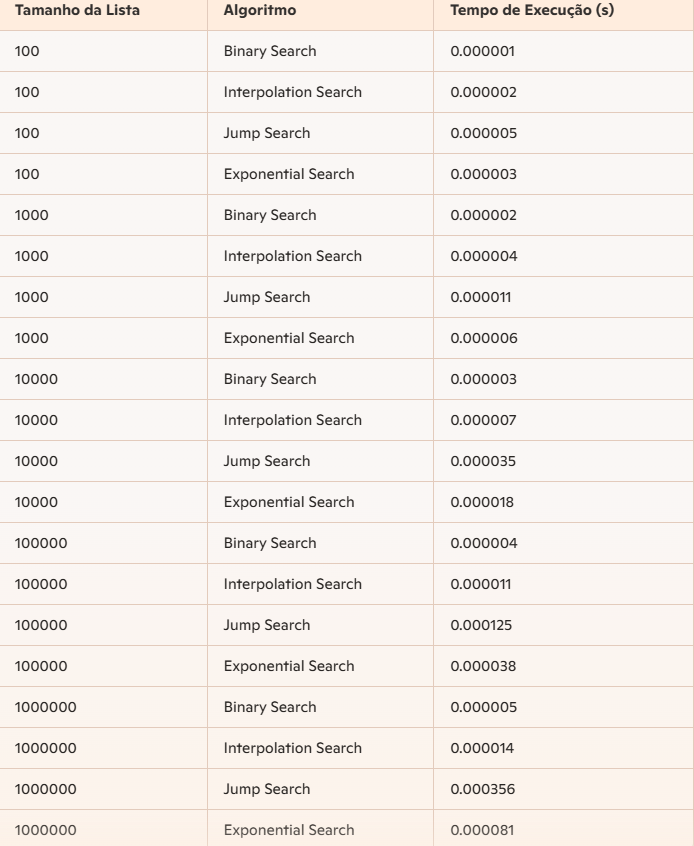 Tamanho da Lista Algoritmo Tempo de Execução (s)
100 Binary Search 0.000001
100 Interpolation Search 0.000002
100 Jump Search 0.000005
100 Exponential Search 0.000003
1000 Binary Search 0.000002
1000 Interpolation Search 0.000004
1000 Jump Search 0.000011
1000 Exponential Search 0.000006
10000 Binary Search 0.000003
10000 Interpolation Search 0.000007
10000 Jump Search 0.000035
10000 Exponential Search 0.000018
100000 Binary Search 0.000004
100000 Interpolation Search 0.000011
100000 Jump Search 0.000125
100000 Exponential Search 0.000038
1000000 Binary Search 0.000005
1000000 Interpolation Search 0.000014
1000000 Jump Search 0.000356
1000000 Exponential Search 0.000081